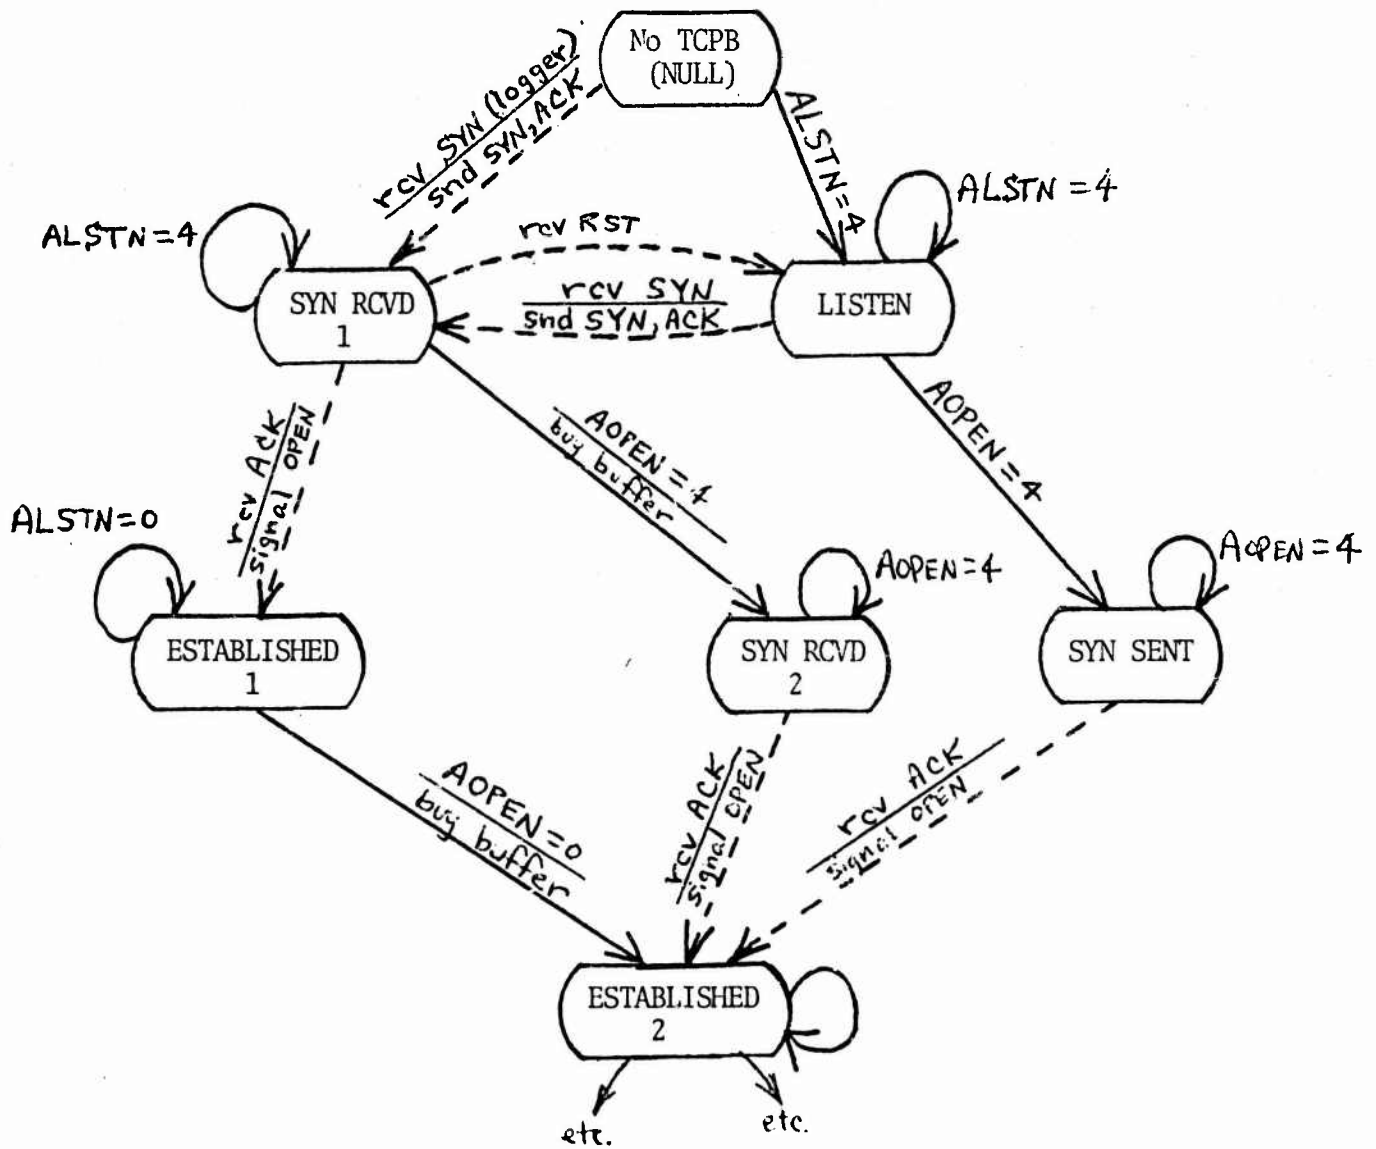 No TCPB
(NULL)
rcv SYN (logger)
snd SYN, ACK
ALSTN=4
ALSTN=4
ALSTN=4
rcv RST
rcv SYN
snd SYN, ACK
SYN RCVD
1
LISTEN
rcv ACK
signal OPEN
AOPEN=4
buy buffer
AOPEN=4
ALSTN=0
AOPEN=4
AOPEN=4
ESTABLISHED
1
SYN RCVD
2
SYN SENT
AOPEN=0
buy buffer
rcv ACK
signal OPEN
rcv ACK
signal OPEN
ESTABLISHED
2
etc.
etc.